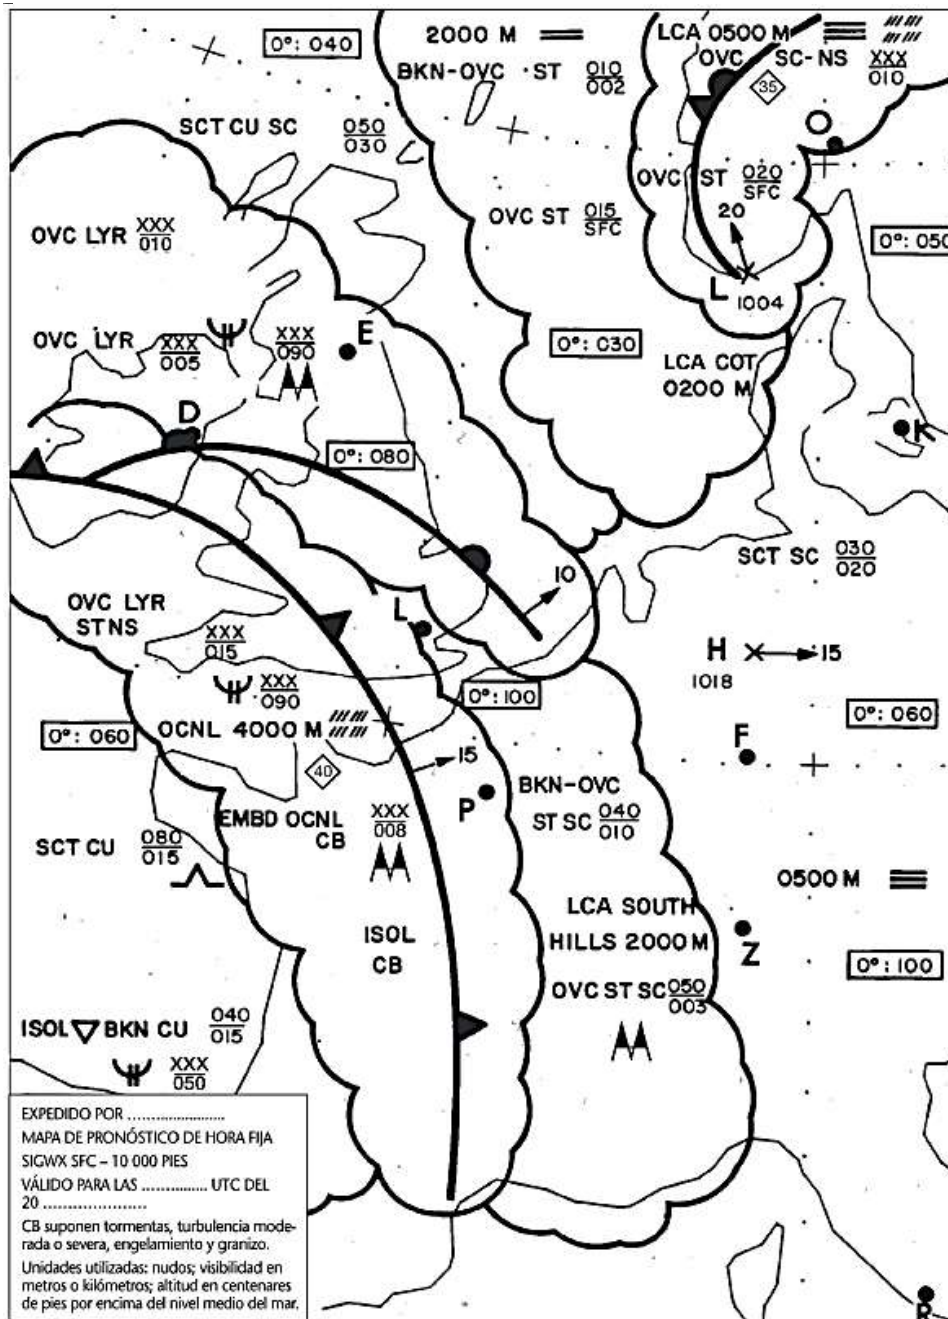 0°: 040
2000 M
BKN-OVC ST 010
002
LCA 0500 M
OVC SC-NS XXX
010
35
SCT CU SC 050
030
O
OVC LYR XXX
010
OVC ST 015
SFC
OVC ST 020
SFC
20
0°: 050
L 1004
OVC LYR XXX
005
XXX
090
E
0°: 030
LCA COT
0200 M
D
0°: 080
K
SCT SC 030
020
10
OVC LYR
ST NS
XXX
015
L
H 15
1018
XXX
090
0°: 100
0°: 060
0°: 060
OCNL 4000 M
40
15
F
P
BKN-OVC
ST SC 040
010
EMBD OCNL
CB
XXX
008
SCT CU 080
015
0500 M
LCA SOUTH
HILLS 2000 M
Z
ISOL
CB
0°: 100
OVC ST SC 050
003
ISOL BKN CU 040
015
XXX
050
EXPEDIDO POR ........................
MAPA DE PRONÓSTICO DE HORA FIJA
SIGWX SFC – 10 000 PIES
VÁLIDO PARA LAS ................ UTC DEL
20 ......................
CB suponen tormentas, turbulencia mode-
rada o severa, engelamiento y granizo.
Unidades utilizadas: nudos; visibilidad en
metros o kilómetros; altitud en centenares
de pies por encima del nivel medio del mar.
R